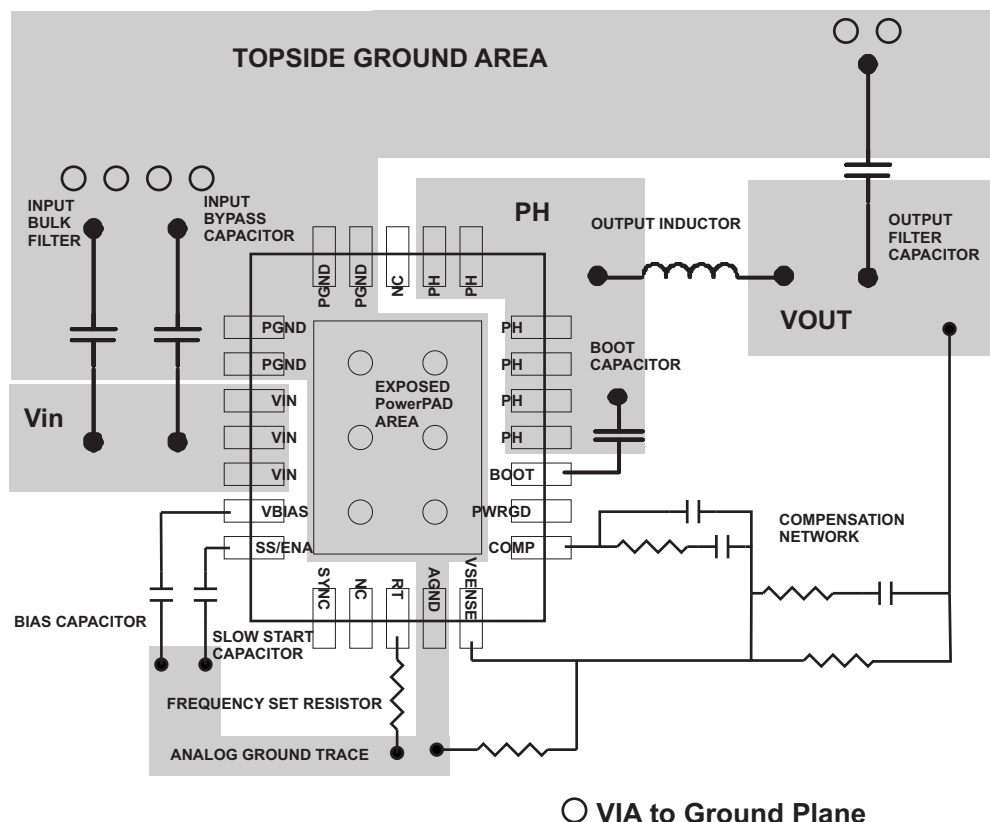 TOPSIDE GROUND AREA
INPUT
BULK
FILTER
INPUT
BYPASS
CAPACITOR
PH
OUTPUT INDUCTOR
OUTPUT
FILTER
CAPACITOR
VOUT
PGND
PGND
NC
PH
PH
PGND
PGND
VIN
VIN
VIN
VBIAS
SS/ENA
Vin
EXPOSED
PowerPAD
AREA
PH
PH
PH
PH
BOOT
PWRGD
COMP
BOOT
CAPACITOR
SYNC
NC
RT
AGND
VSENSE
COMPENSATION
NETWORK
BIAS CAPACITOR
SLOW START
CAPACITOR
FREQUENCY SET RESISTOR
ANALOG GROUND TRACE
VIA to Ground Plane